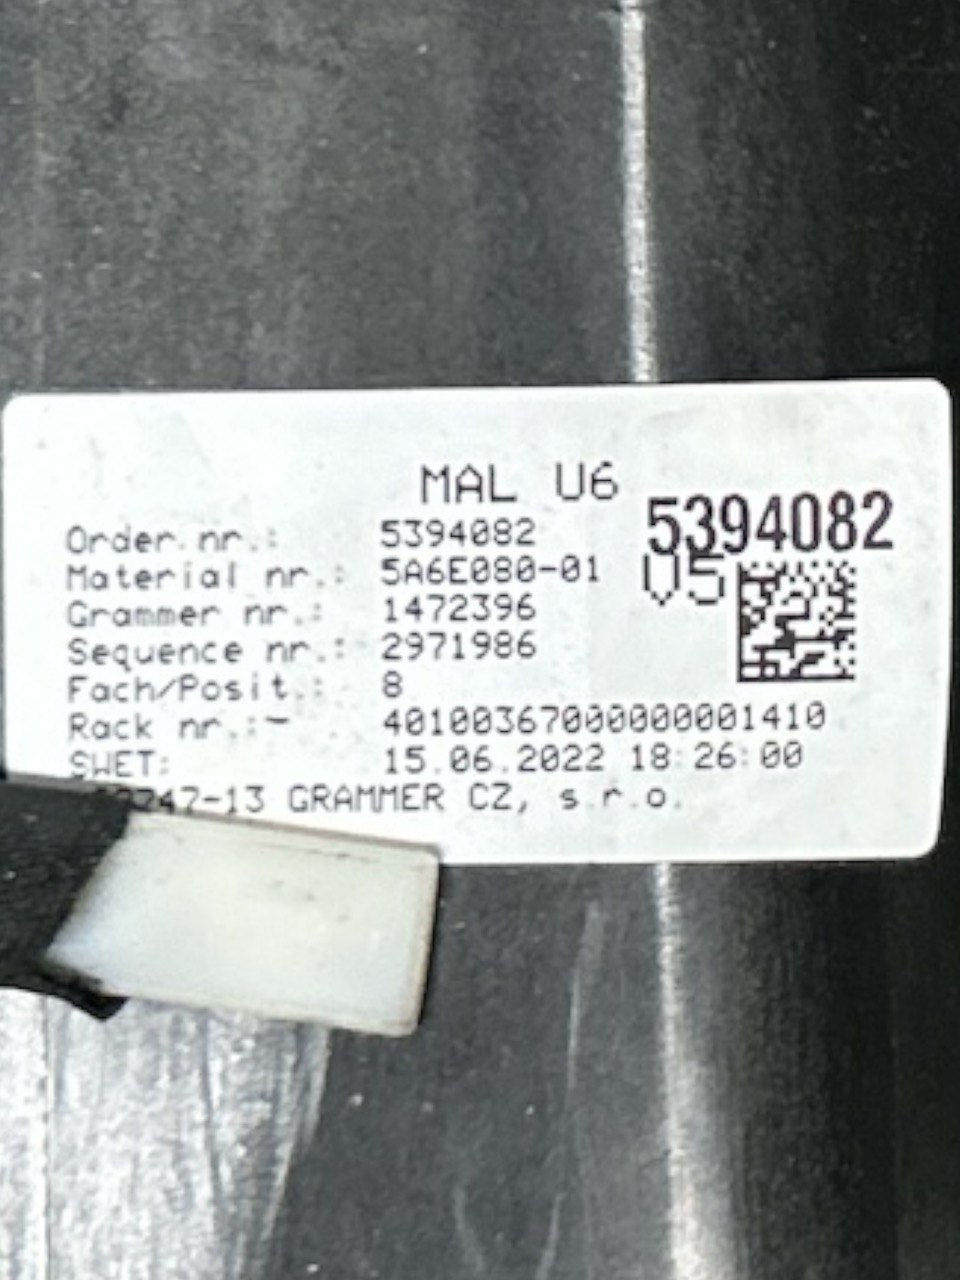 MAL U6
Order nr.: 5394082 5394082
Material nr.: 5A6E080-01 V5
Grammer nr.: 1472396
Sequence nr.: 2971986
Fach/Posit.: 8
Rack nr.:- 40100367000000001410
SWET: 15.06.2022 18:26:00
GRAMMER CZ, s.r.o.